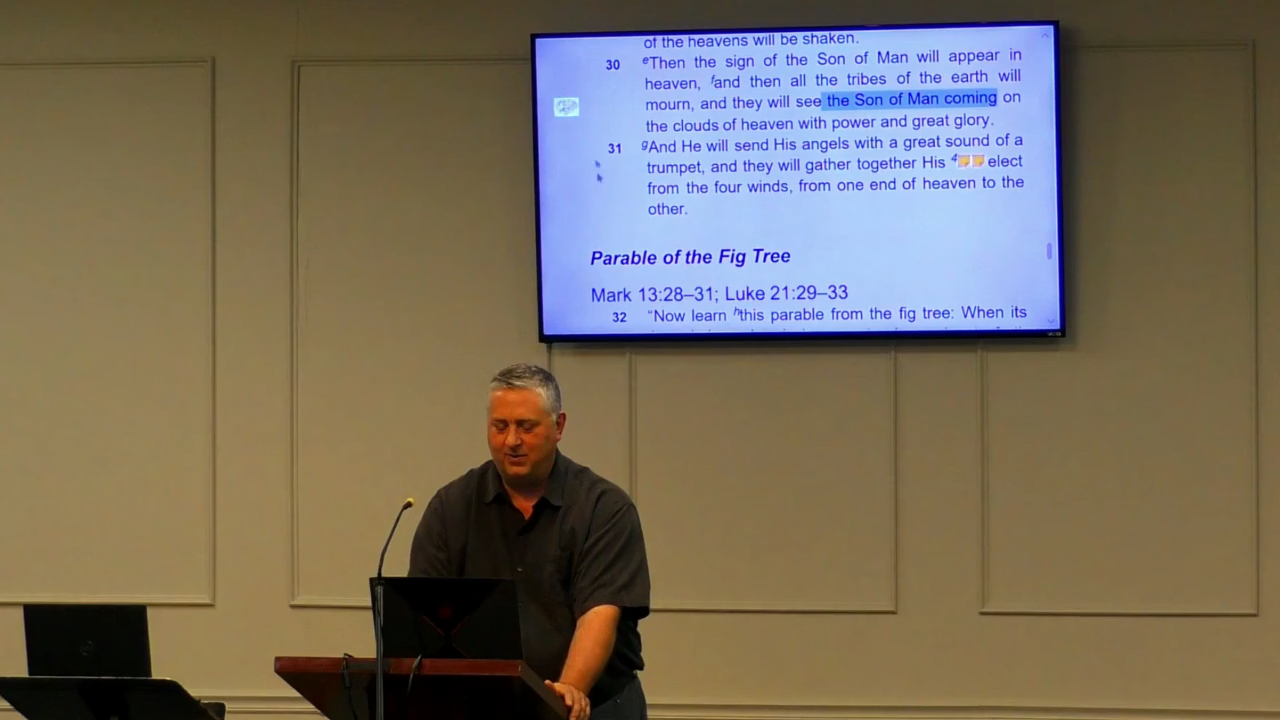 of the heavens will be shaken.
30 eThen the sign of the Son of Man will appear in
heaven, fand then all the tribes of the earth will
mourn, and they will see the Son of Man coming on
the clouds of heaven with power and great glory.
31 gAnd He will send His angels with a great sound of a
trumpet, and they will gather together His 4elect
from the four winds, from one end of heaven to the
other.
Parable of the Fig Tree
Mark 13:28–31; Luke 21:29–33
32 “Now learn hthis parable from the fig tree: When its